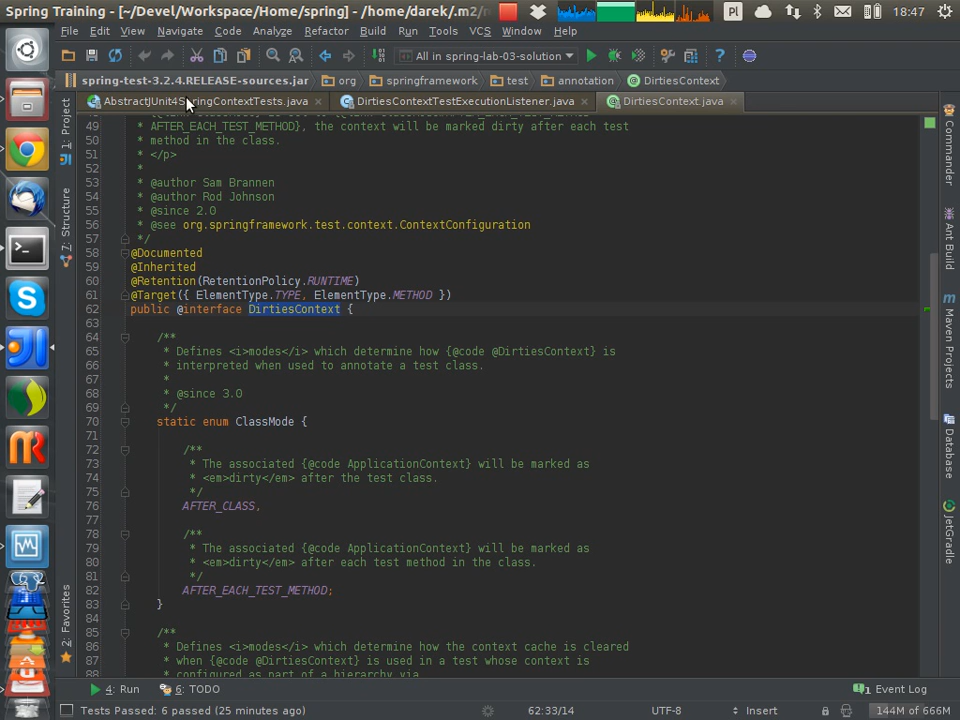 Spring Training - [~/Devel/Workspace/Home/spring] - /home/darek/.m2/
Pl
18:47
File Edit View Navigate Code Analyze Refactor Build Run Tools VCS Window Help
All in spring-lab-03-solution
spring-test-3.2.4.RELEASE-sources.jar org springframework test annotation DirtiesContext
AbstractJUnit4SpringContextTests.java DirtiesContextTestExecutionListener.java DirtiesContext.java
49 * AFTER_EACH_TEST_METHOD}, the context will be marked dirty after each test
50 * method in the class.
51 * </p>
52 *
53 * @author Sam Brannen
54 * @author Rod Johnson
55 * @since 2.0
56 * @see org.springframework.test.context.ContextConfiguration
57 */
58 @Documented
59 @Inherited
60 @Retention(RetentionPolicy.RUNTIME)
61 @Target({ ElementType.TYPE, ElementType.METHOD })
62 public @interface DirtiesContext {
63
64 /**
65 * Defines <i>modes</i> which determine how {@code @DirtiesContext} is
66 * interpreted when used to annotate a test class.
67 *
68 * @since 3.0
69 */
70 static enum ClassMode {
71
72 /**
73 * The associated {@code ApplicationContext} will be marked as
74 * <em>dirty</em> after the test class.
75 */
76 AFTER_CLASS,
77
78 /**
79 * The associated {@code ApplicationContext} will be marked as
80 * <em>dirty</em> after each test method in the class.
81 */
82 AFTER_EACH_TEST_METHOD;
83 }
84
85 /**
86 * Defines <i>modes</i> which determine how the context cache is cleared
87 * when {@code @DirtiesContext} is used in a test whose context is
88 * configured as part of a hierarchy via
1: Project
7: Structure
2: Favorites
Commander
Ant Build
Maven Projects
Database
JetGradle
4: Run 6: TODO Event Log
Tests Passed: 6 passed (25 minutes ago) 62:33/14 UTF-8 Insert 144M of 666M